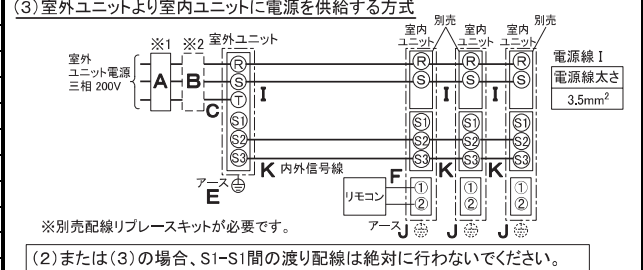 (3)室外ユニットより室内ユニットに電源を供給する方式
※1 ※2 室外ユニット
室内ユニット 別売 室内ユニット 室内ユニット 別売
室外
ユニット電源
三相 200V
A B C
R S T S1 S2 S3
I
R S S1 S2 S3 ① ②
I
R S S1 S2 S3 ① ②
I
R S S1 S2 S3 ① ②
電源線 I
電源線太さ
3.5mm²
K 内外信号線
K K
F
リモコン
アース
E
アース J J J
※別売配線リプレースキットが必要です。
(2)または(3)の場合、S1-S1間の渡り配線は絶対に行わないでください。